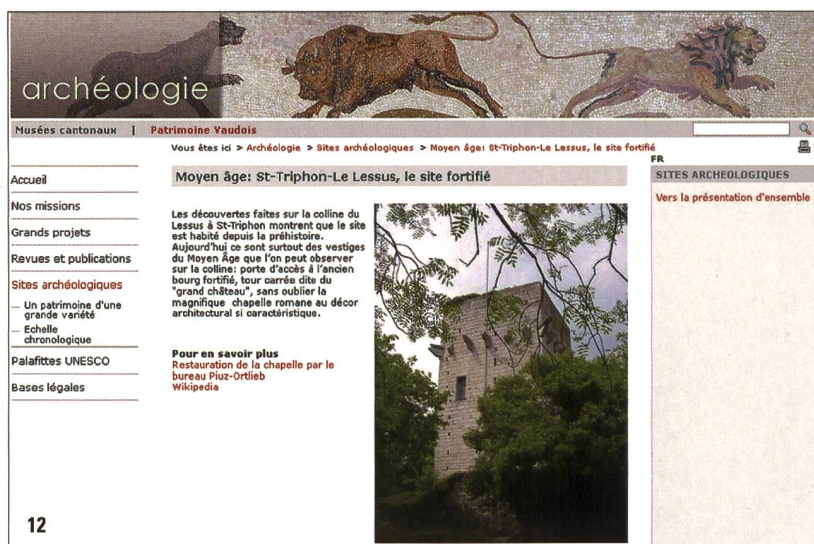 archéologie
Musées cantonaux | Patrimoine Vaudois
Vous êtes ici > Archéologie > Sites archéologiques > Moyen âge: St-Triphon-Le Lessus, le site fortifié
FR
Accueil
Nos missions
Grands projets
Revues et publications
Sites archéologiques
— Un patrimoine d'une
grande variété
— Echelle
chronologique
Palafittes UNESCO
Bases légales
Moyen âge: St-Triphon-Le Lessus, le site fortifié
Les découvertes faites sur la colline du
Lessus à St-Triphon montrent que le site
est habité depuis la préhistoire.
Aujourd'hui ce sont surtout des vestiges
du Moyen Âge que l'on peut observer
sur la colline: porte d'accès à l'ancien
bourg fortifié, tour carrée dite du
"grand château", sans oublier la
magnifique chapelle romane au décor
architectural si caractéristique.
Pour en savoir plus
Restauration de la chapelle par le
bureau Piuz-Ortlieb
Wikipedia
SITES ARCHEOLOGIQUES
Vers la présentation d'ensemble
12